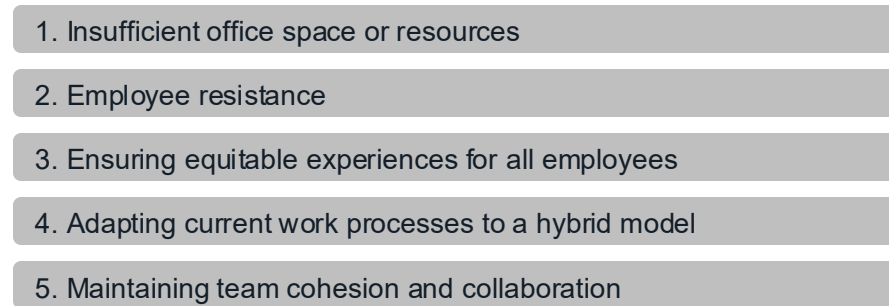 1. Insufficient office space or resources
2. Employee resistance
3. Ensuring equitable experiences for all employees
4. Adapting current work processes to a hybrid model
5. Maintaining team cohesion and collaboration